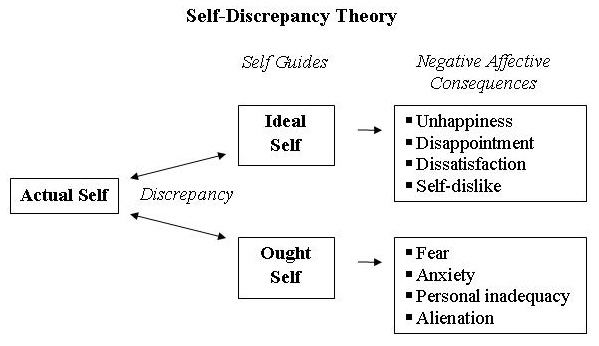 Self-Discrepancy Theory
Self Guides
Negative Affective
Consequences
Ideal
Self
▪ Unhappiness
▪ Disappointment
▪ Dissatisfaction
▪ Self-dislike
Actual Self
Discrepancy
Ought
Self
▪ Fear
▪ Anxiety
▪ Personal inadequacy
▪ Alienation